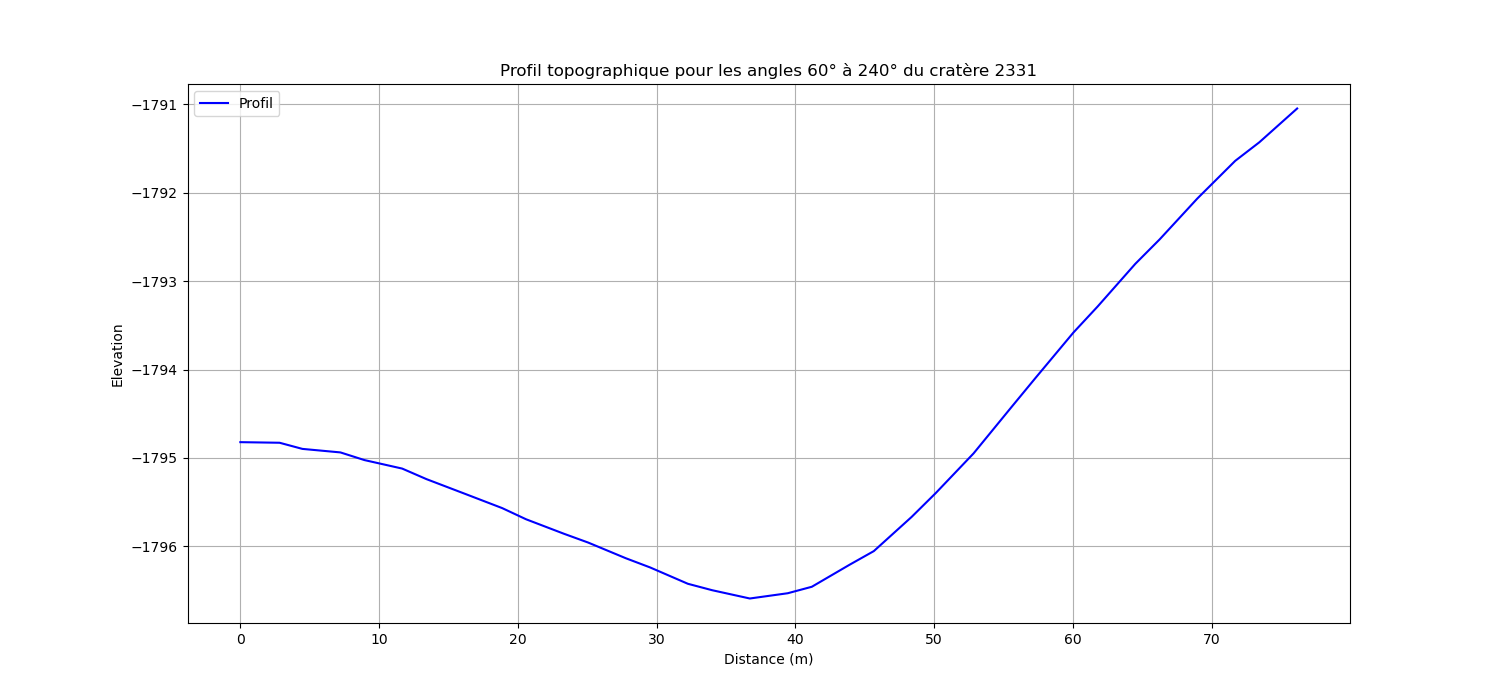 Profil topographique pour les angles 60° à 240° du cratère 2331
Profil
−1791
−1792
−1793
−1794
−1795
−1796
Elevation
0 10 20 30 40 50 60 70
Distance (m)